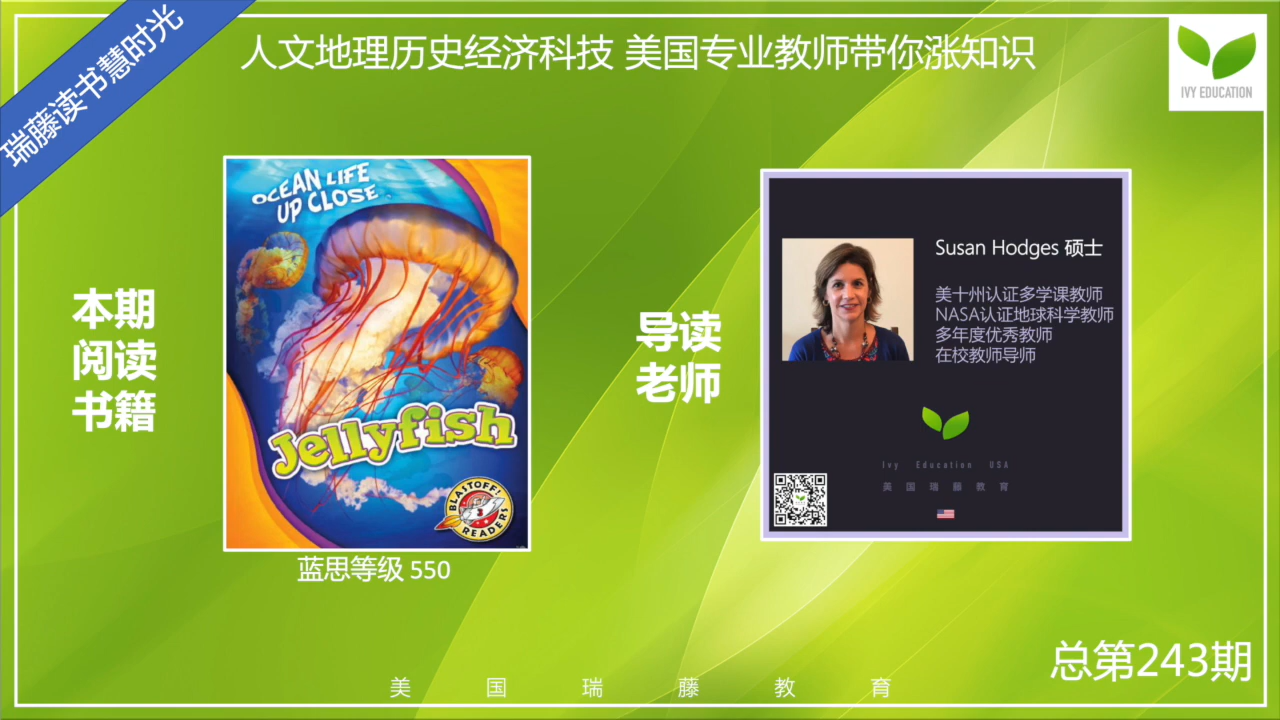 瑞藤读书慧时光
人文地理历史经济科技 美国专业教师带你涨知识
IVY EDUCATION
本期
阅读
书籍
OCEAN LIFE
UP CLOSE
Jellyfish
BLASTOFF!
3
READERS
蓝思等级 550
导读
老师
Susan Hodges 硕士
美十州认证多学课教师
NASA认证地球科学教师
多年度优秀教师
在校教师导师
Ivy Education USA
美国瑞藤教育
总第243期
美国瑞藤教育